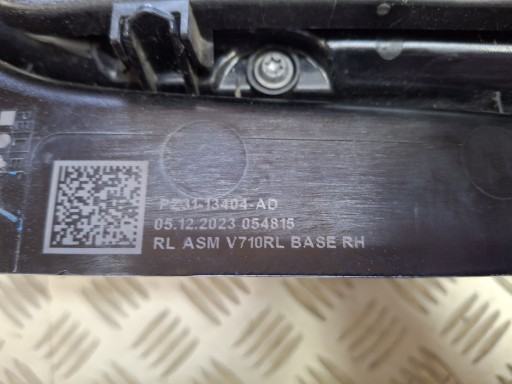 PZ31-13404-AD
05.12.2023 054815
RL ASM V710RL BASE RH